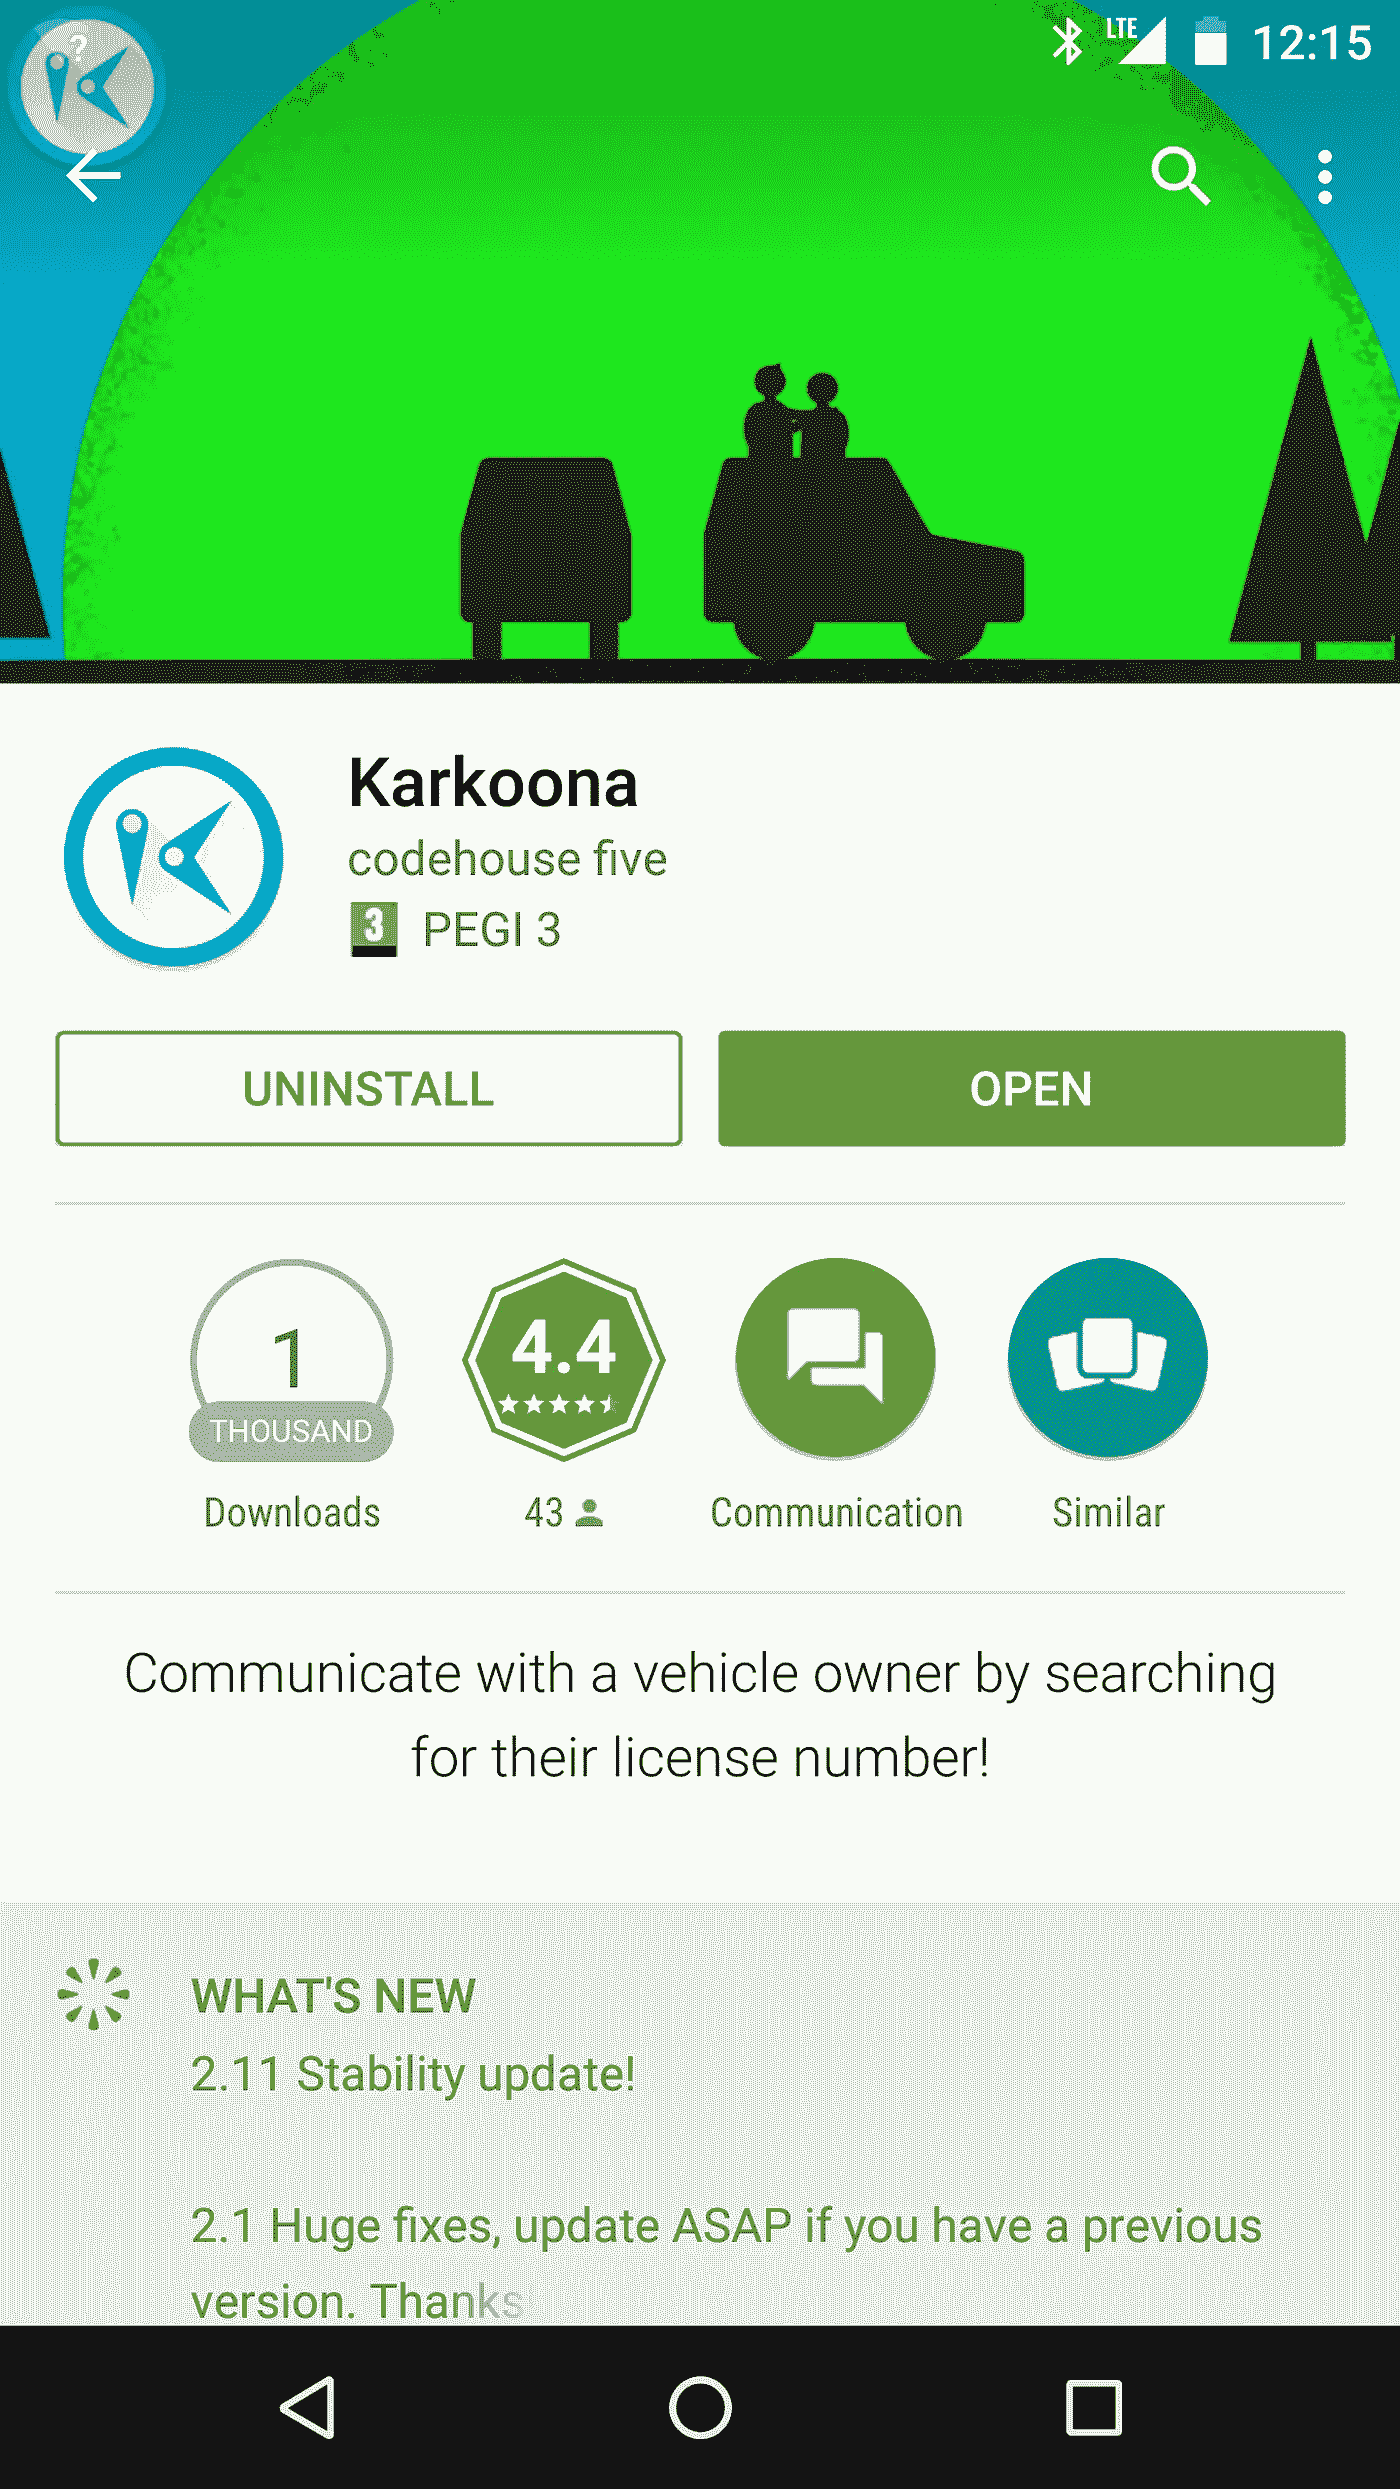 LTE 12:15
?
Karkoona
codehouse five
3 PEGI 3
UNINSTALL
OPEN
1
THOUSAND
4.4
Downloads
43
Communication
Similar
Communicate with a vehicle owner by searching
for their license number!
WHAT'S NEW
2.11 Stability update!
2.1 Huge fixes, update ASAP if you have a previous
version. Thanks